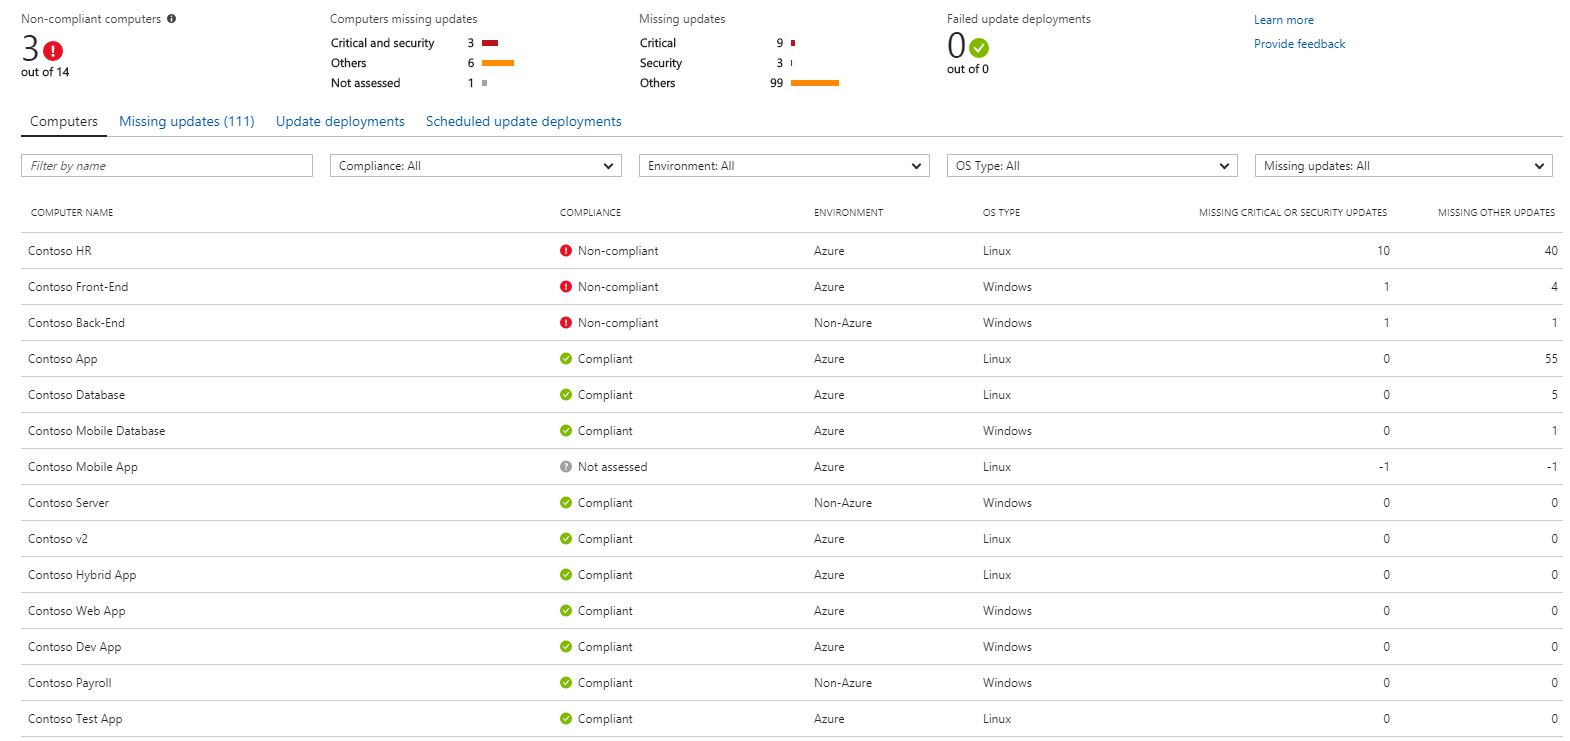 Non-compliant computers
3
out of 14
Computers missing updates
Critical and security 3
Others 6
Not assessed 1
Missing updates
Critical 9
Security 3
Others 99
Failed update deployments
0
out of 0
Learn more
Provide feedback
Computers Missing updates (111) Update deployments Scheduled update deployments
Filter by name Compliance: All Environment: All OS Type: All Missing updates: All
COMPUTER NAME COMPLIANCE ENVIRONMENT OS TYPE MISSING CRITICAL OR SECURITY UPDATES MISSING OTHER UPDATES
Contoso HR Non-compliant Azure Linux 10 40
Contoso Front-End Non-compliant Azure Windows 1 4
Contoso Back-End Non-compliant Non-Azure Windows 1 1
Contoso App Compliant Azure Linux 0 55
Contoso Database Compliant Azure Linux 0 5
Contoso Mobile Database Compliant Azure Windows 0 1
Contoso Mobile App Not assessed Azure Linux -1 -1
Contoso Server Compliant Non-Azure Windows 0 0
Contoso v2 Compliant Azure Linux 0 0
Contoso Hybrid App Compliant Azure Linux 0 0
Contoso Web App Compliant Azure Windows 0 0
Contoso Dev App Compliant Azure Windows 0 0
Contoso Payroll Compliant Non-Azure Windows 0 0
Contoso Test App Compliant Azure Linux 0 0